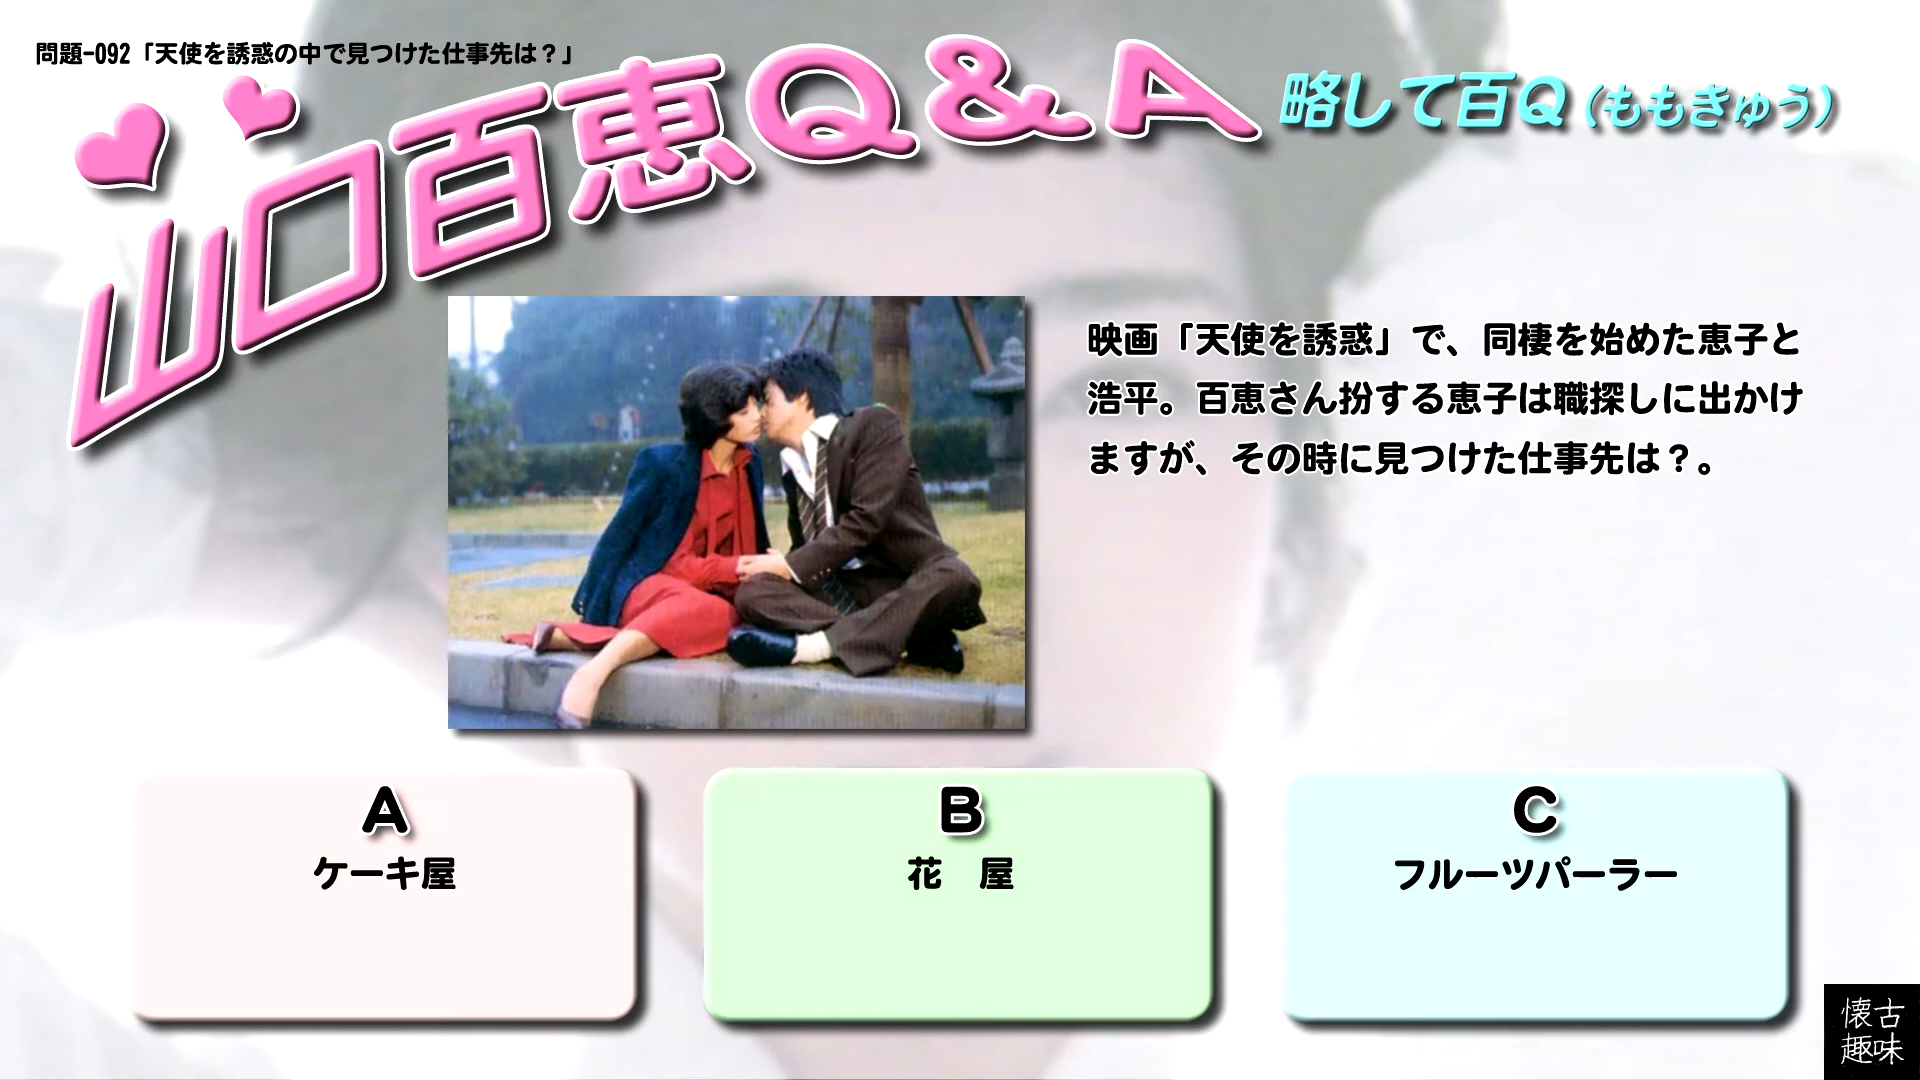 問題-092「天使を誘惑の中で見つけた仕事先は？」
山口百恵Q&A
略して百Q（ももきゅう）
映画「天使を誘惑」で、同棲を始めた恵子と
浩平。百恵さん扮する恵子は職探しに出かけ
ますが、その時に見つけた仕事先は？。
A
ケーキ屋
B
花　屋
C
フルーツパーラー
懐古
趣味